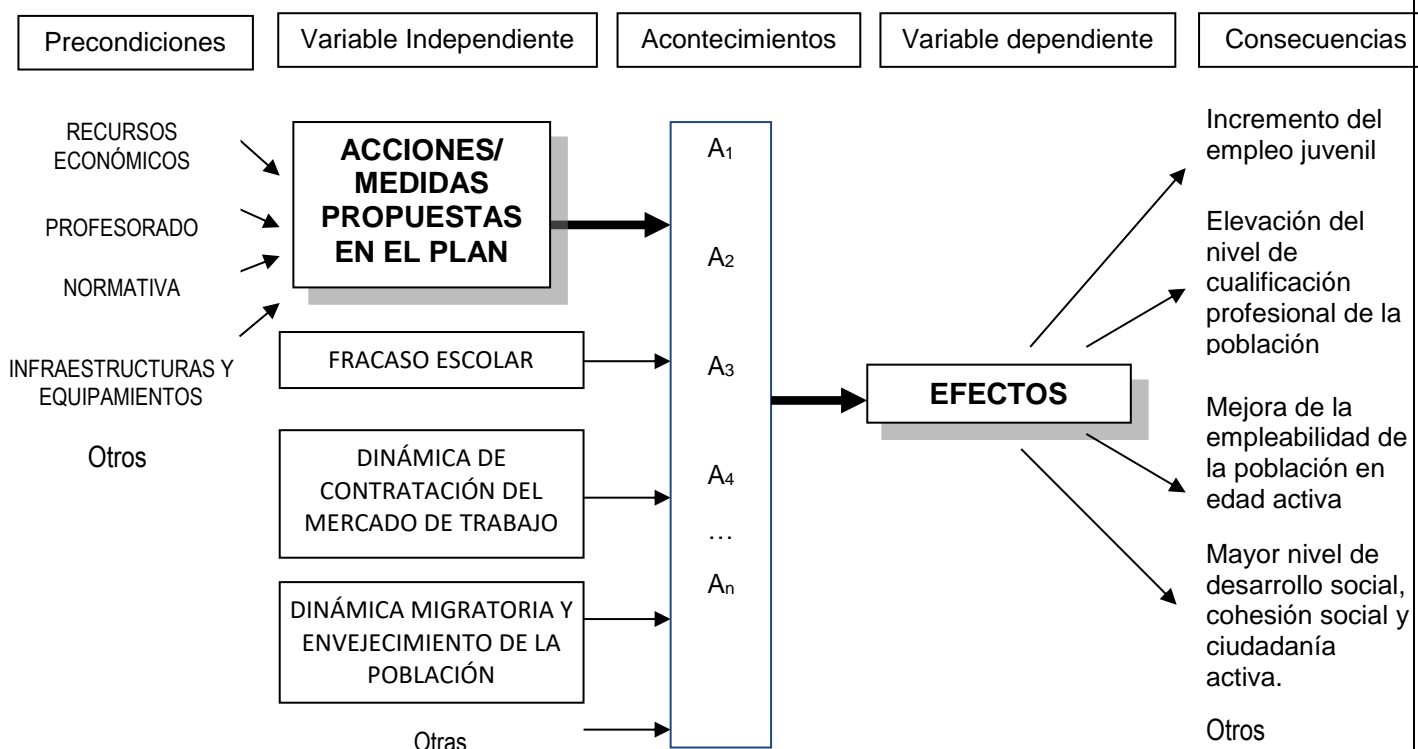 Precondiciones
Variable Independiente
Acontecimientos
Variable dependiente
Consecuencias
RECURSOS
ECONÓMICOS
PROFESORADO
NORMATIVA
INFRAESTRUCTURAS Y
EQUIPAMIENTOS
Otros
ACCIONES/
MEDIDAS
PROPUESTAS
EN EL PLAN
FRACASO ESCOLAR
DINÁMICA DE
CONTRATACIÓN DEL
MERCADO DE TRABAJO
DINÁMICA MIGRATORIA Y
ENVEJECIMIENTO DE LA
POBLACIÓN
Otras
A1
A2
A3
A4
…
An
EFECTOS
Incremento del
empleo juvenil
Elevación del
nivel de
cualificación
profesional de la
población
Mejora de la
empleabilidad de
la población en
edad activa
Mayor nivel de
desarrollo social,
cohesión social y
ciudadanía
activa.
Otros